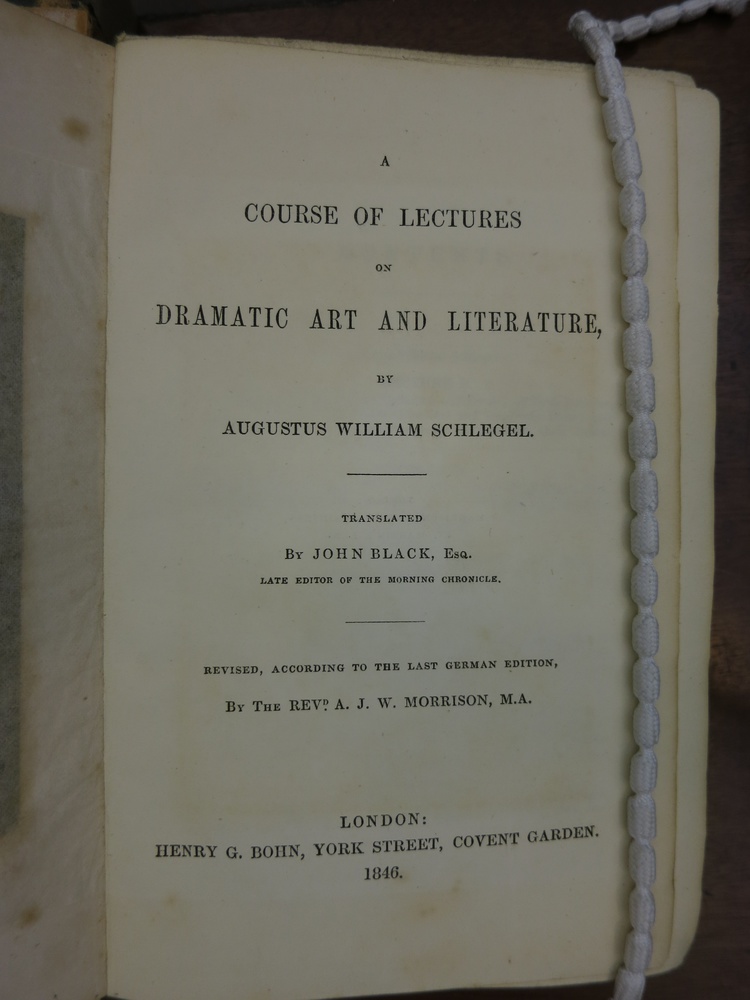 A
COURSE OF LECTURES
ON
DRAMATIC ART AND LITERATURE,
BY
AUGUSTUS WILLIAM SCHLEGEL.
TRANSLATED
BY JOHN BLACK, ESQ.
LATE EDITOR OF THE MORNING CHRONICLE.
REVISED, ACCORDING TO THE LAST GERMAN EDITION,
BY THE REVD. A. J. W. MORRISON, M.A.
LONDON:
HENRY G. BOHN, YORK STREET, COVENT GARDEN.
1846.